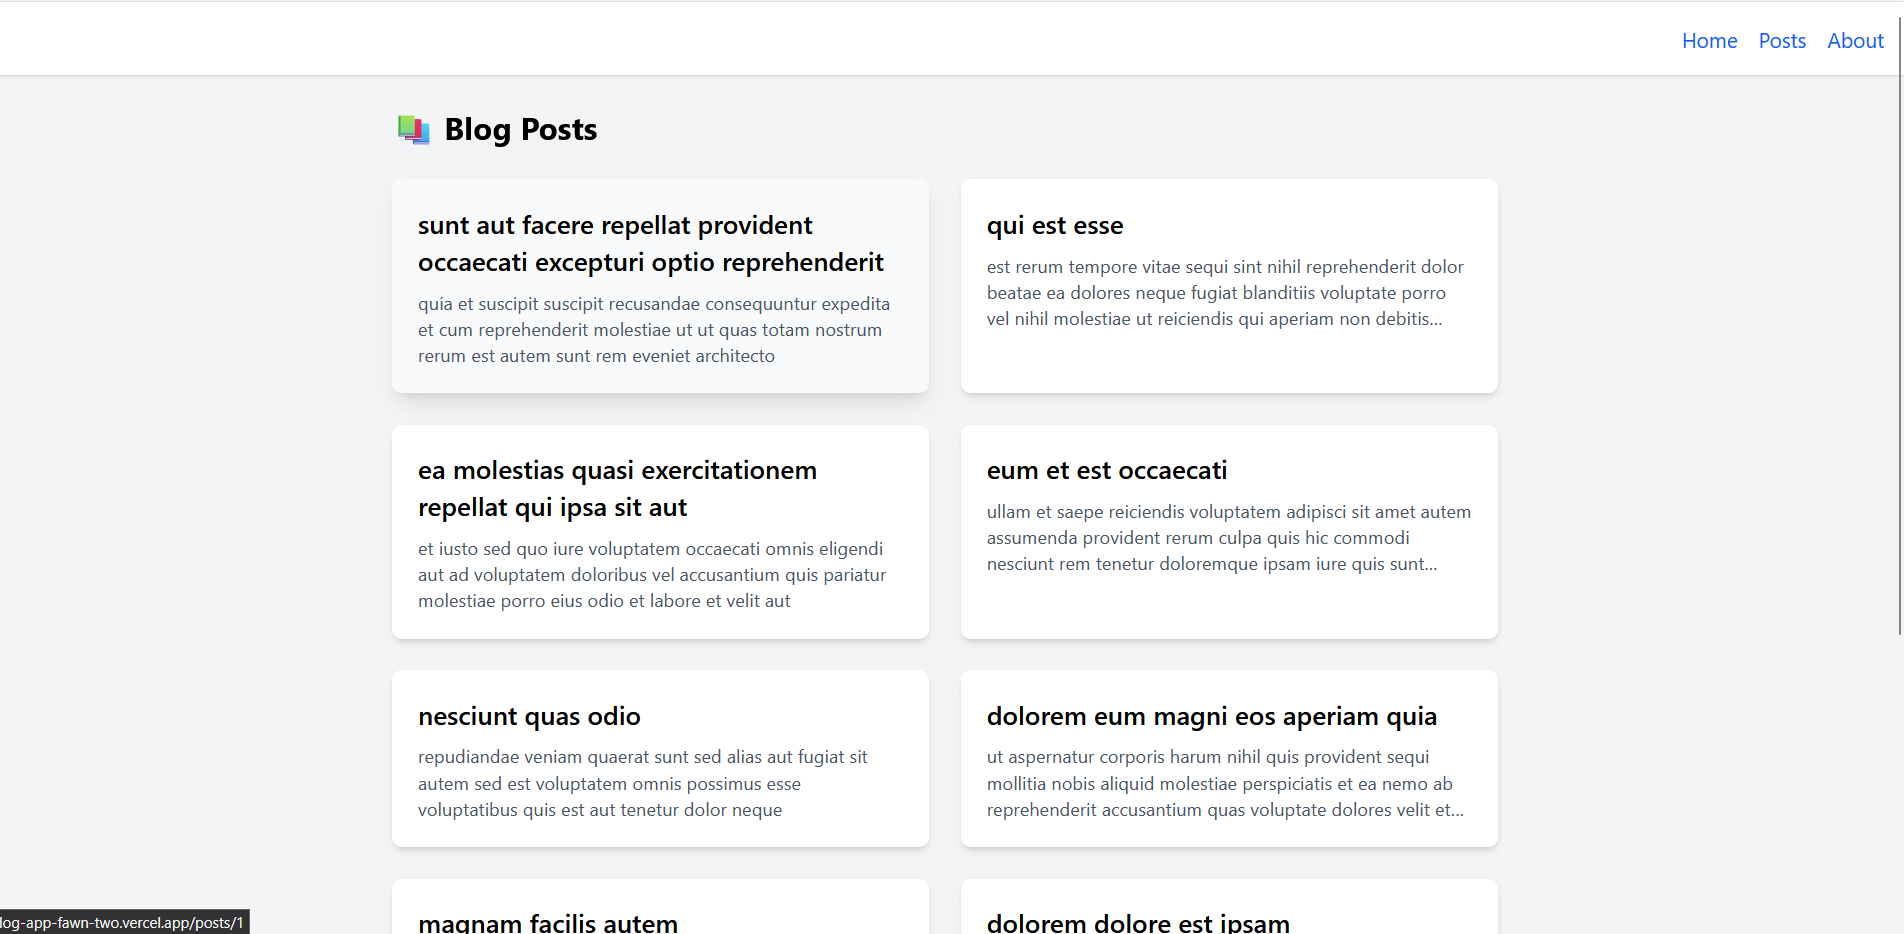 Home Posts About
📚 Blog Posts
sunt aut facere repellat provident
occaecati excepturi optio reprehenderit
quia et suscipit suscipit recusandae consequuntur expedita
et cum reprehenderit molestiae ut ut quas totam nostrum
rerum est autem sunt rem eveniet architecto
qui est esse
est rerum tempore vitae sequi sint nihil reprehenderit dolor
beatae ea dolores neque fugiat blanditiis voluptate porro
vel nihil molestiae ut reiciendis qui aperiam non debitis...
ea molestias quasi exercitationem
repellat qui ipsa sit aut
et iusto sed quo iure voluptatem occaecati omnis eligendi
aut ad voluptatem doloribus vel accusantium quis pariatur
molestiae porro eius odio et labore et velit aut
eum et est occaecati
ullam et saepe reiciendis voluptatem adipisci sit amet autem
assumenda provident rerum culpa quis hic commodi
nesciunt rem tenetur doloremque ipsam iure quis sunt...
nesciunt quas odio
repudiandae veniam quaerat sunt sed alias aut fugiat sit
autem sed est voluptatem omnis possimus esse
voluptatibus quis est aut tenetur dolor neque
dolorem eum magni eos aperiam quia
ut aspernatur corporis harum nihil quis provident sequi
mollitia nobis aliquid molestiae perspiciatis et ea nemo ab
reprehenderit accusantium quas voluptate dolores velit et...
magnam facilis autem
dolorem dolore est ipsam
log-app-fawn-two.vercel.app/posts/1